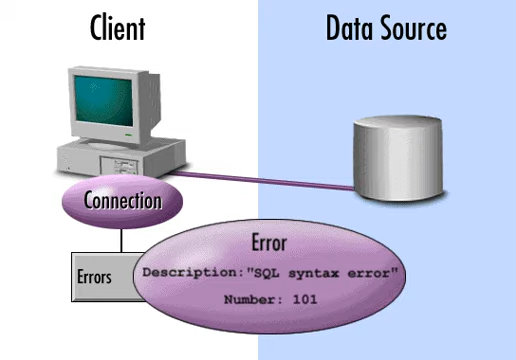 Client
Data Source
Connection
Errors
Error
Description:"SQL syntax error"
Number: 101